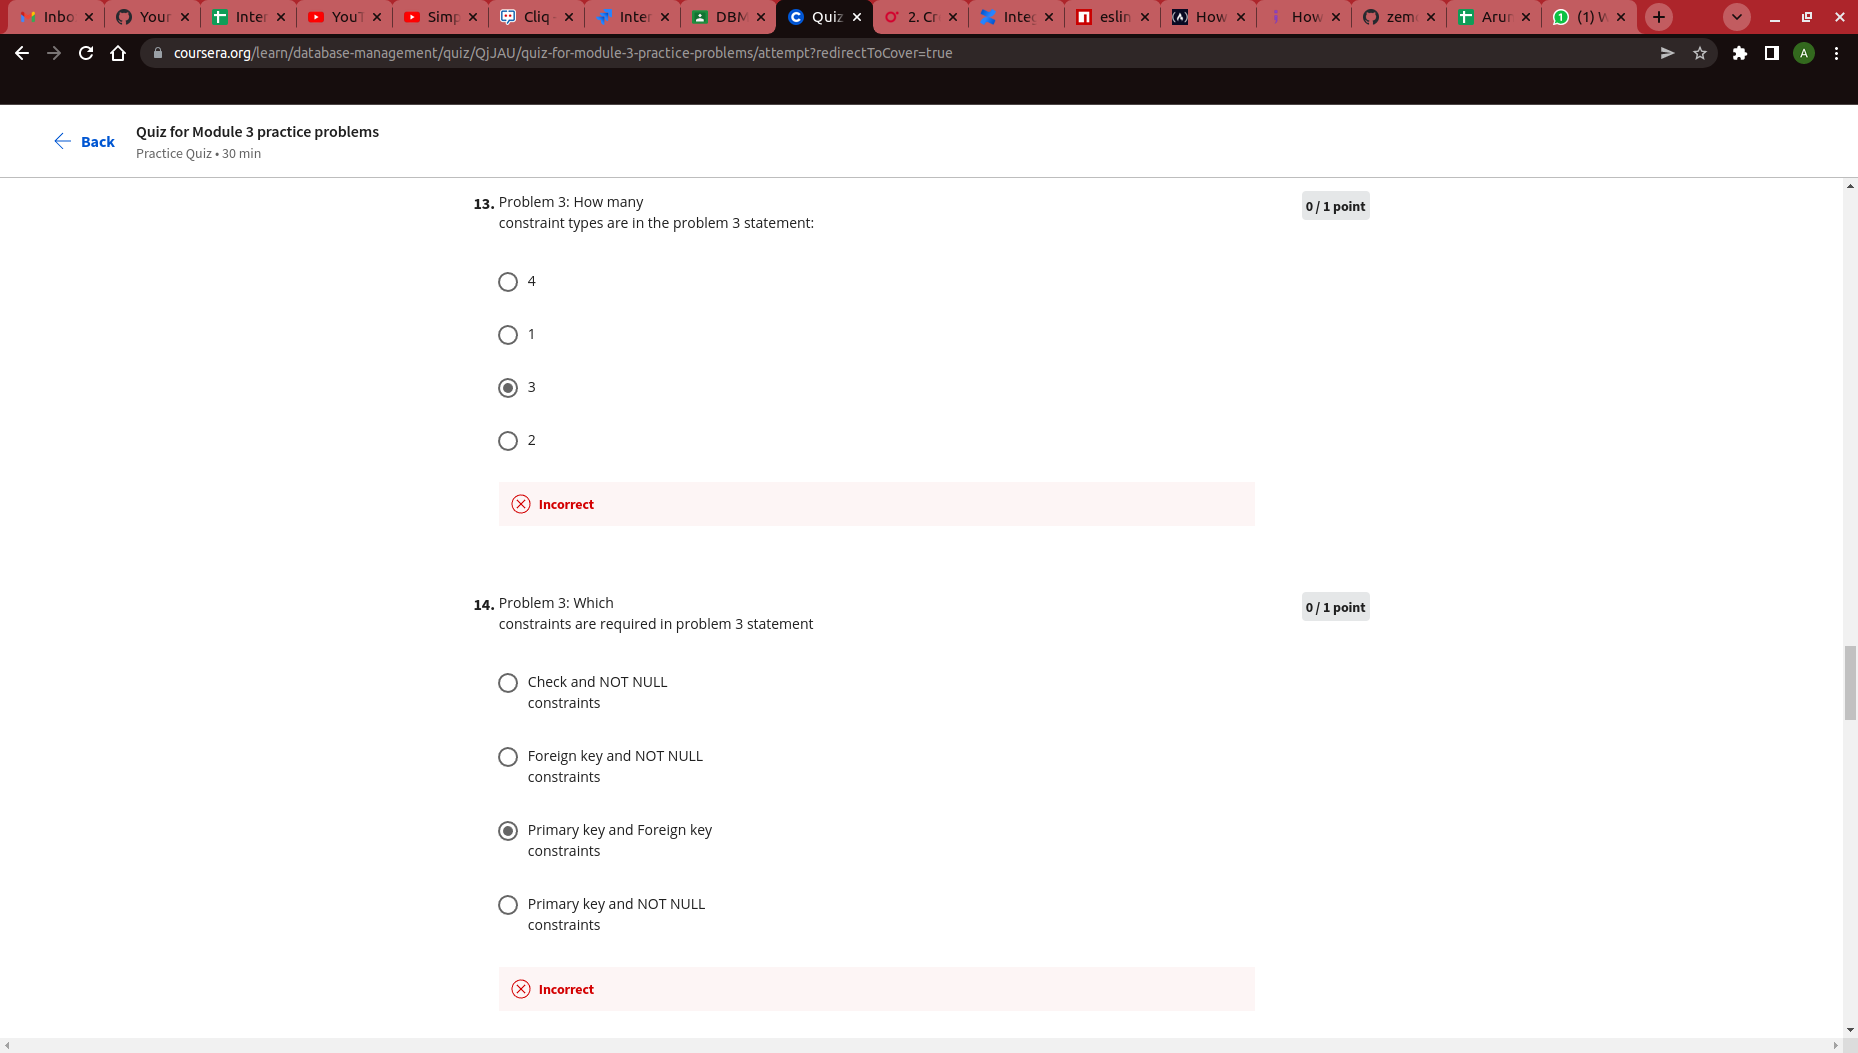 Inbo
Your
Inter
YouT
Simp
Cliq
Inter
DBM
Quiz
2. Cr
Integ
eslin
How
How
zem
Arun
(1) W
coursera.org/learn/database-management/quiz/QjJAU/quiz-for-module-3-practice-problems/attempt?redirectToCover=true
A
Back
Quiz for Module 3 practice problems
Practice Quiz • 30 min
13. Problem 3: How many
constraint types are in the problem 3 statement:
0 / 1 point
4
1
3
2
Incorrect
14. Problem 3: Which
constraints are required in problem 3 statement
0 / 1 point
Check and NOT NULL
constraints
Foreign key and NOT NULL
constraints
Primary key and Foreign key
constraints
Primary key and NOT NULL
constraints
Incorrect